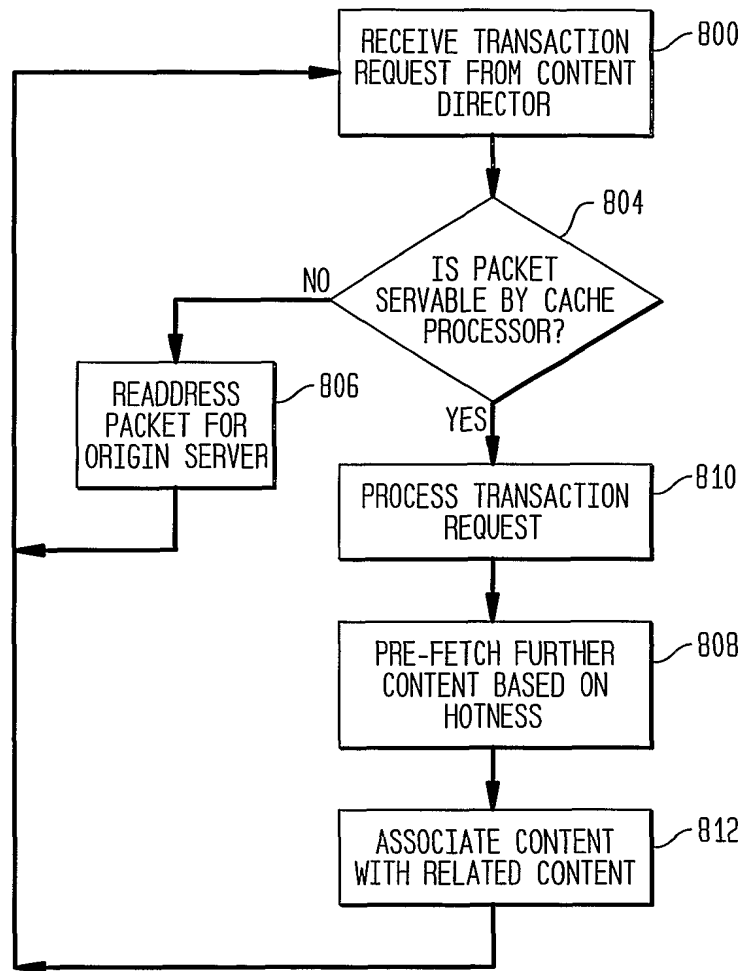 RECEIVE TRANSACTION
REQUEST FROM CONTENT
DIRECTOR
800
804
IS PACKET
SERVABLE BY CACHE
PROCESSOR?
NO
READDRESS
PACKET FOR
ORIGIN SERVER
806
YES
PROCESS TRANSACTION
REQUEST
810
PRE-FETCH FURTHER
CONTENT BASED ON
HOTNESS
808
ASSOCIATE CONTENT
WITH RELATED CONTENT
812